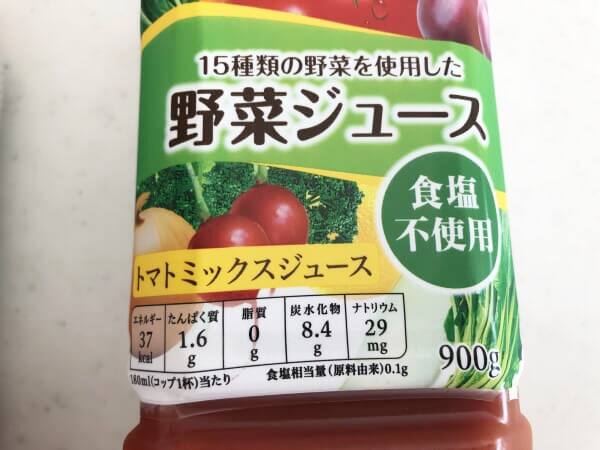 15種類の野菜を使用した
野菜ジュース
食塩
不使用
トマトミックスジュース
エネルギー
37
kcal
たんぱく質
1.6
g
脂質
0
g
炭水化物
8.4
g
ナトリウム
29
mg
180ml(コップ1杯)当たり
食塩相当量(原料由来)0.1g
900g